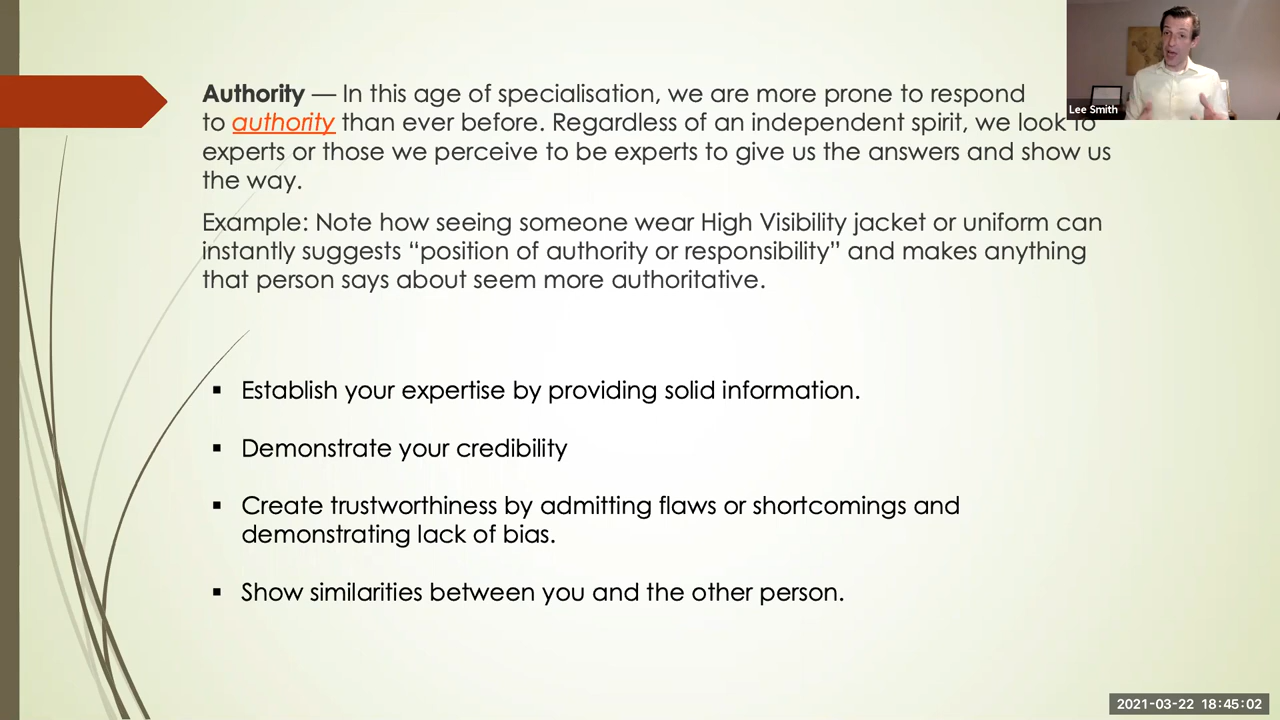 Authority — In this age of specialisation, we are more prone to respond
to authority than ever before. Regardless of an independent spirit, we look to
experts or those we perceive to be experts to give us the answers and show us
the way.
Example: Note how seeing someone wear High Visibility jacket or uniform can
instantly suggests “position of authority or responsibility” and makes anything
that person says about seem more authoritative.
▪ Establish your expertise by providing solid information.
▪ Demonstrate your credibility
▪ Create trustworthiness by admitting flaws or shortcomings and
demonstrating lack of bias.
▪ Show similarities between you and the other person.
Lee Smith
2021-03-22 18:45:02